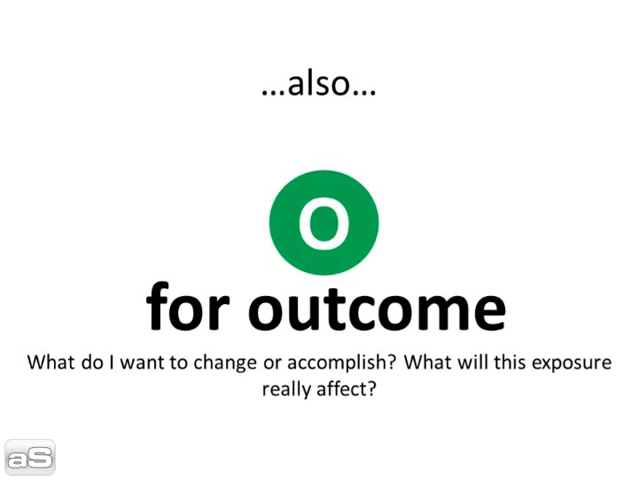 …also…
O
for outcome
What do I want to change or accomplish? What will this exposure
really affect?
aS